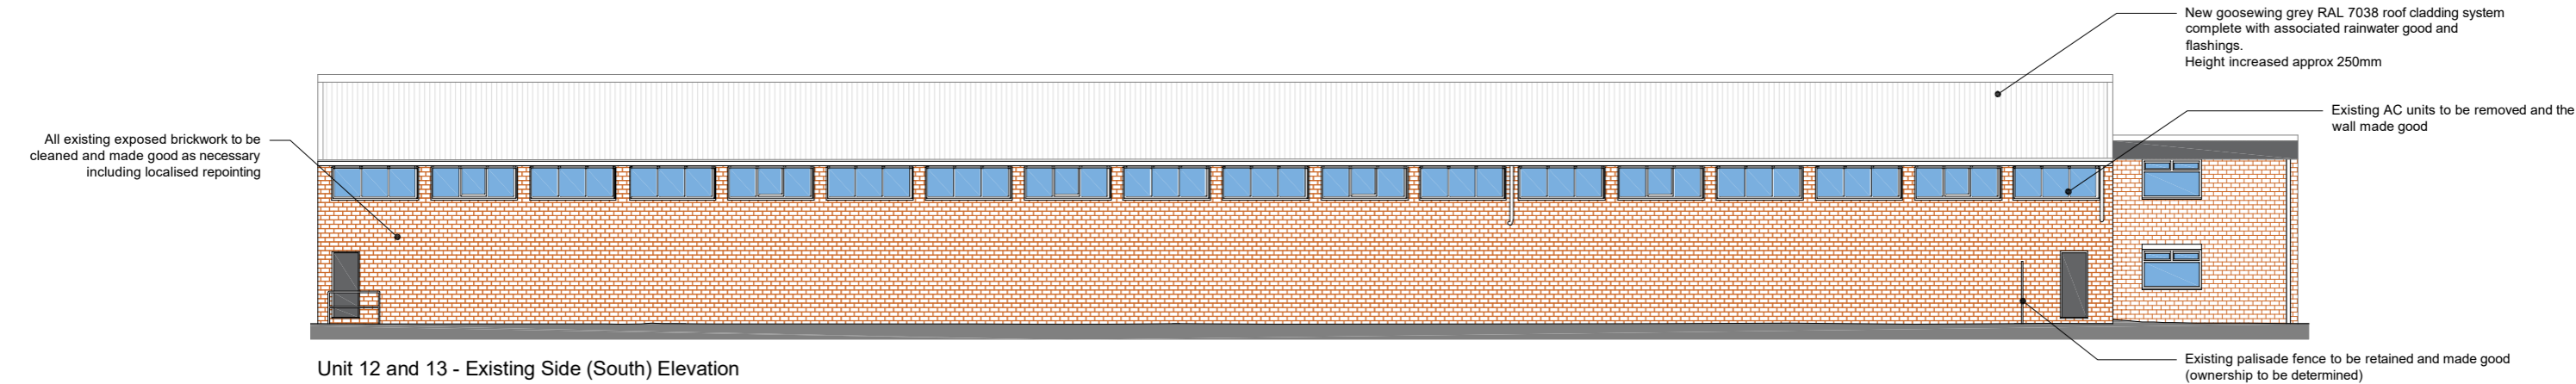 New goosewing grey RAL 7038 roof cladding system
complete with associated rainwater good and
flashings.
Height increased approx 250mm
Existing AC units to be removed and the
wall made good
All existing exposed brickwork to be
cleaned and made good as necessary
including localised repointing
Existing palisade fence to be retained and made good
(ownership to be determined)
Unit 12 and 13 - Existing Side (South) Elevation